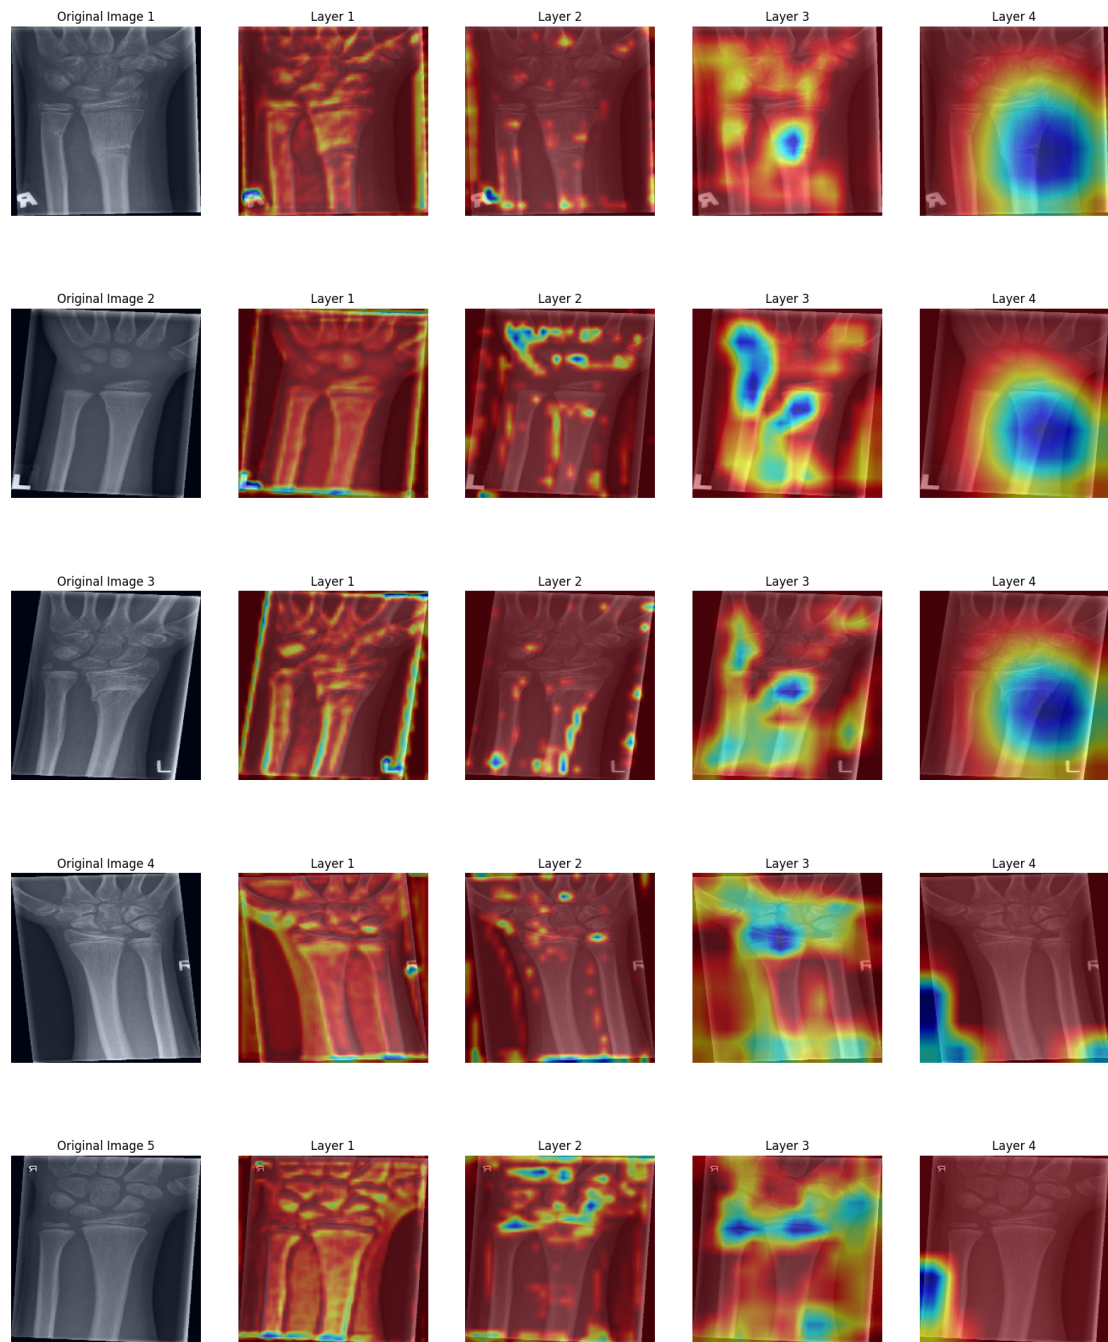 Original Image 1 Layer 1 Layer 2 Layer 3 Layer 4
R R R R R
Original Image 2 Layer 1 Layer 2 Layer 3 Layer 4
L L L L L
Original Image 3 Layer 1 Layer 2 Layer 3 Layer 4
L L L L L
Original Image 4 Layer 1 Layer 2 Layer 3 Layer 4
R R R R
Original Image 5 Layer 1 Layer 2 Layer 3 Layer 4
R R R R R